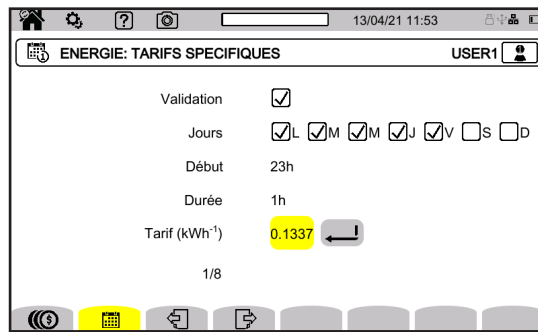 13/04/21 11:53
ENERGIE: TARIFS SPECIFIQUES USER1
Validation
Jours L M M J V S D
Début 23h
Durée 1h
Tarif (kWh⁻¹) 0.1337
1/8